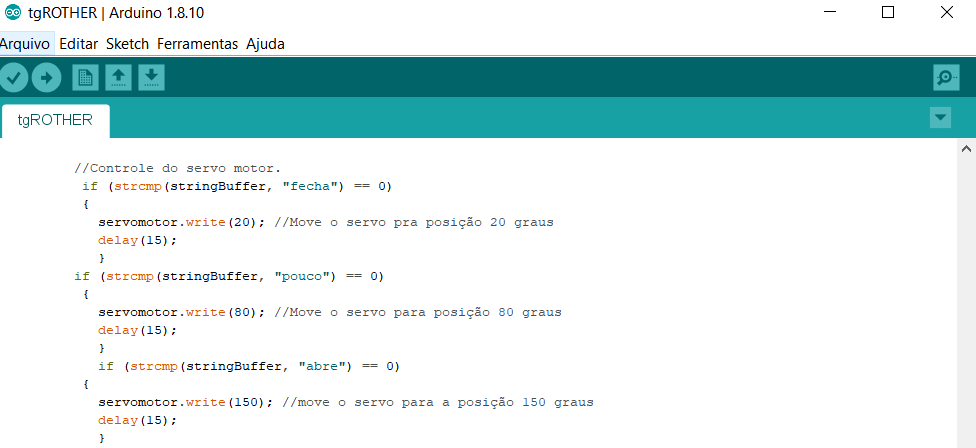 tgROTHER | Arduino 1.8.10
Arquivo Editar Sketch Ferramentas Ajuda
tgROTHER
//Controle do servo motor.
if (strcmp(stringBuffer, "fecha") == 0)
{
servomotor.write(20); //Move o servo pra posição 20 graus
delay(15);
}
if (strcmp(stringBuffer, "pouco") == 0)
{
servomotor.write(80); //Move o servo para posição 80 graus
delay(15);
}
if (strcmp(stringBuffer, "abre") == 0)
{
servomotor.write(150); //move o servo para a posição 150 graus
delay(15);
}